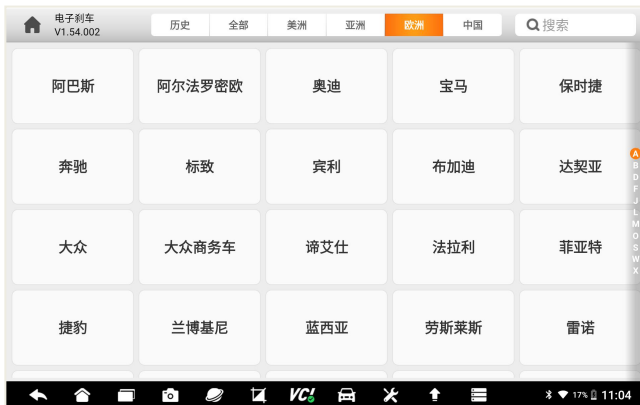 电子刹车
V1.54.002
历史 全部 美洲 亚洲 欧洲 中国 搜索
阿巴斯 阿尔法罗密欧 奥迪 宝马 保时捷
奔驰 标致 宾利 布加迪 达契亚
大众 大众商务车 谛艾仕 法拉利 菲亚特
捷豹 兰博基尼 蓝西亚 劳斯莱斯 雷诺
A
B
D
F
J
L
M
O
S
W
X
VCI 17% 11:04